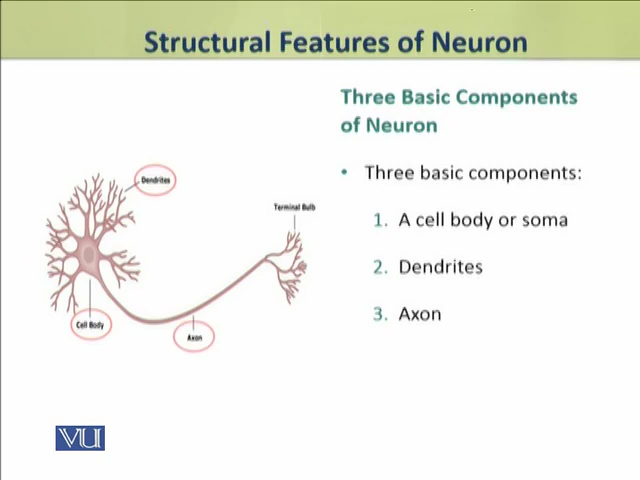 Structural Features of Neuron
Three Basic Components
of Neuron
• Three basic components:
1. A cell body or soma
2. Dendrites
3. Axon
Dendrites
Terminal Bulb
Cell Body
Axon
VU